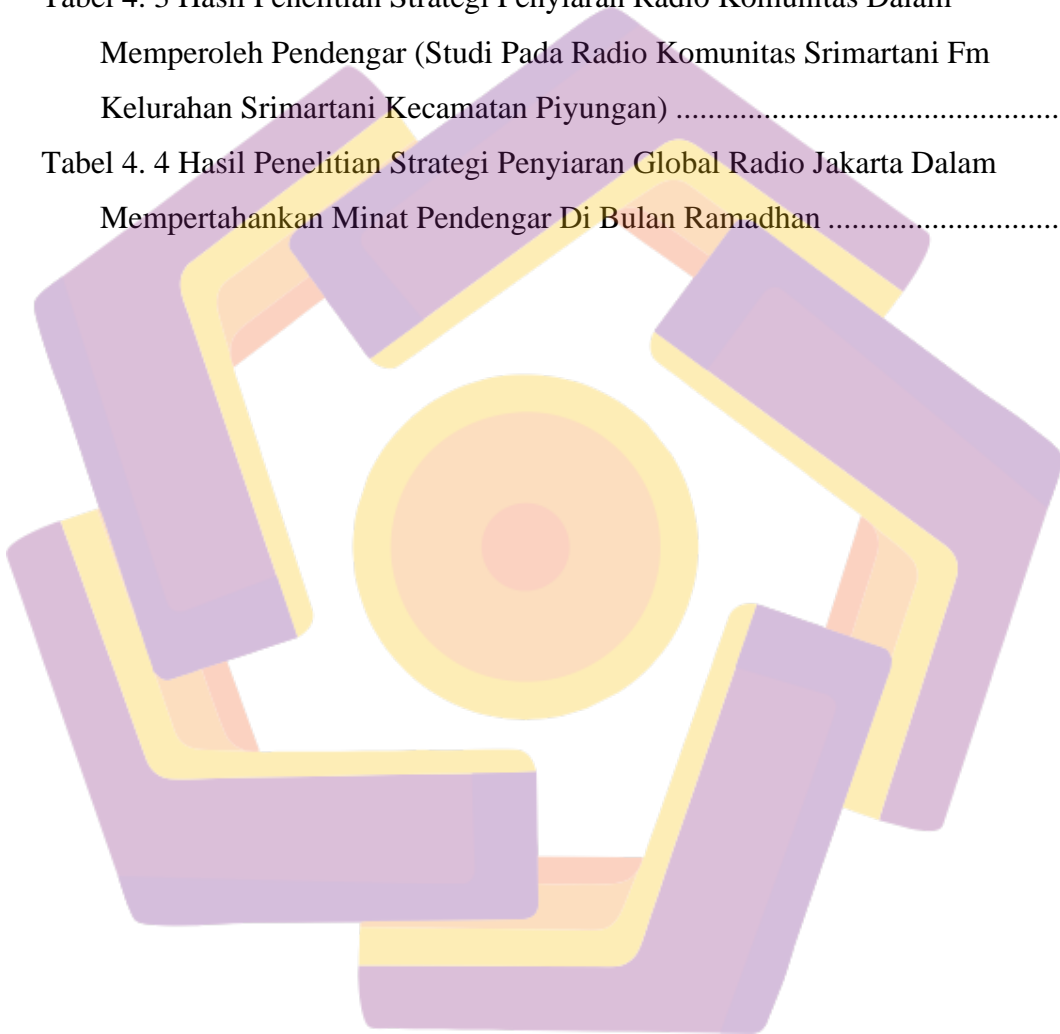 Tabel 4. 3 Hasil Penelitian Strategi Penyiaran Radio Komunitas Dalam
Memperoleh Pendengar (Studi Pada Radio Komunitas Srimartani Fm
Kelurahan Srimartani Kecamatan Piyungan) ................................................
Tabel 4. 4 Hasil Penelitian Strategi Penyiaran Global Radio Jakarta Dalam
Mempertahankan Minat Pendengar Di Bulan Ramadhan .............................